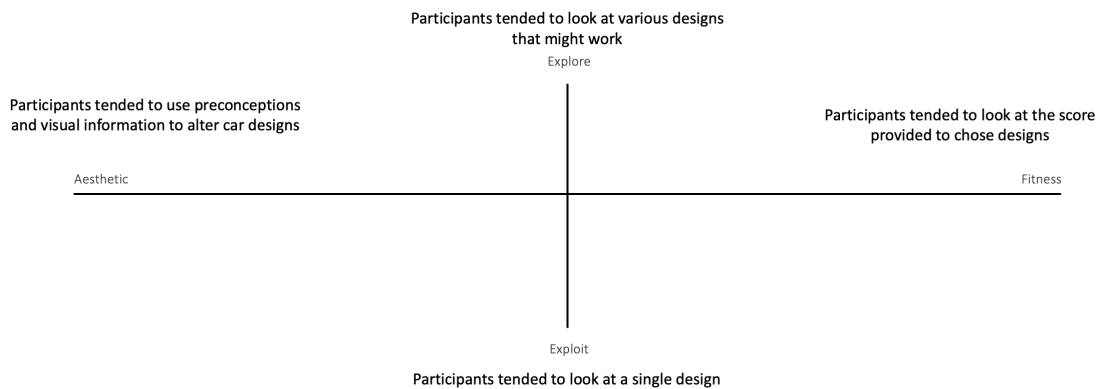 Participants tended to look at various designs
that might work
Explore
Participants tended to use preconceptions
and visual information to alter car designs
Participants tended to look at the score
provided to chose designs
Aesthetic
Fitness
Exploit
Participants tended to look at a single design